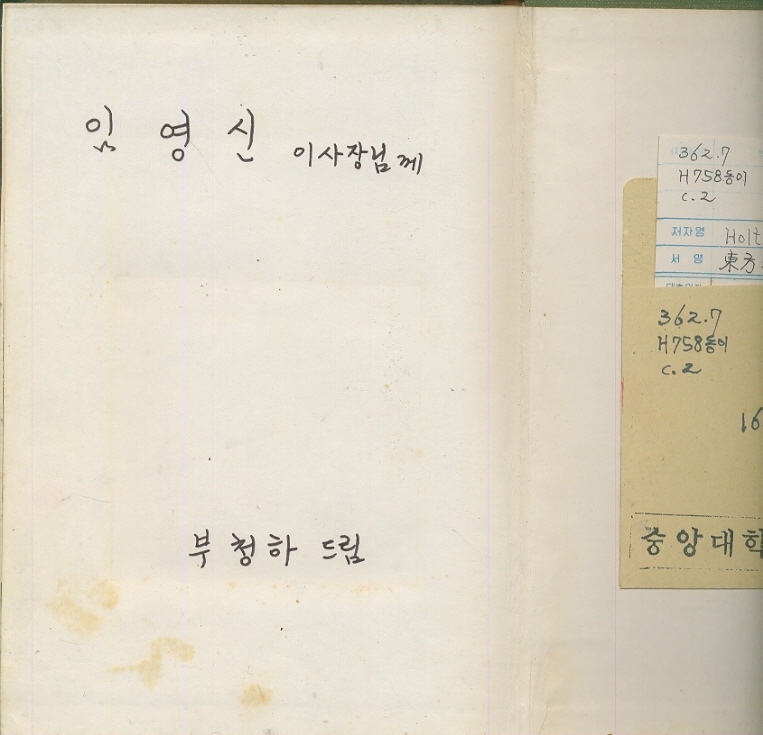 임 영 신 이사장님께
부 청 하 드림
362.7
H758동이
c.2
저자명 Holt
서 명 東方
362.7
H758동이
c.2
16
중앙대학